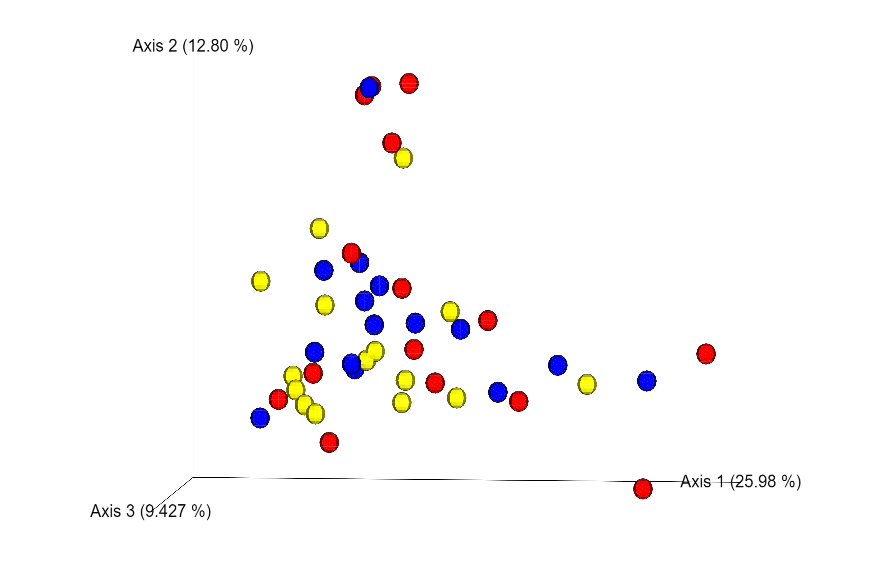 Axis 2 (12.80 %)
Axis 1 (25.98 %)
Axis 3 (9.427 %)